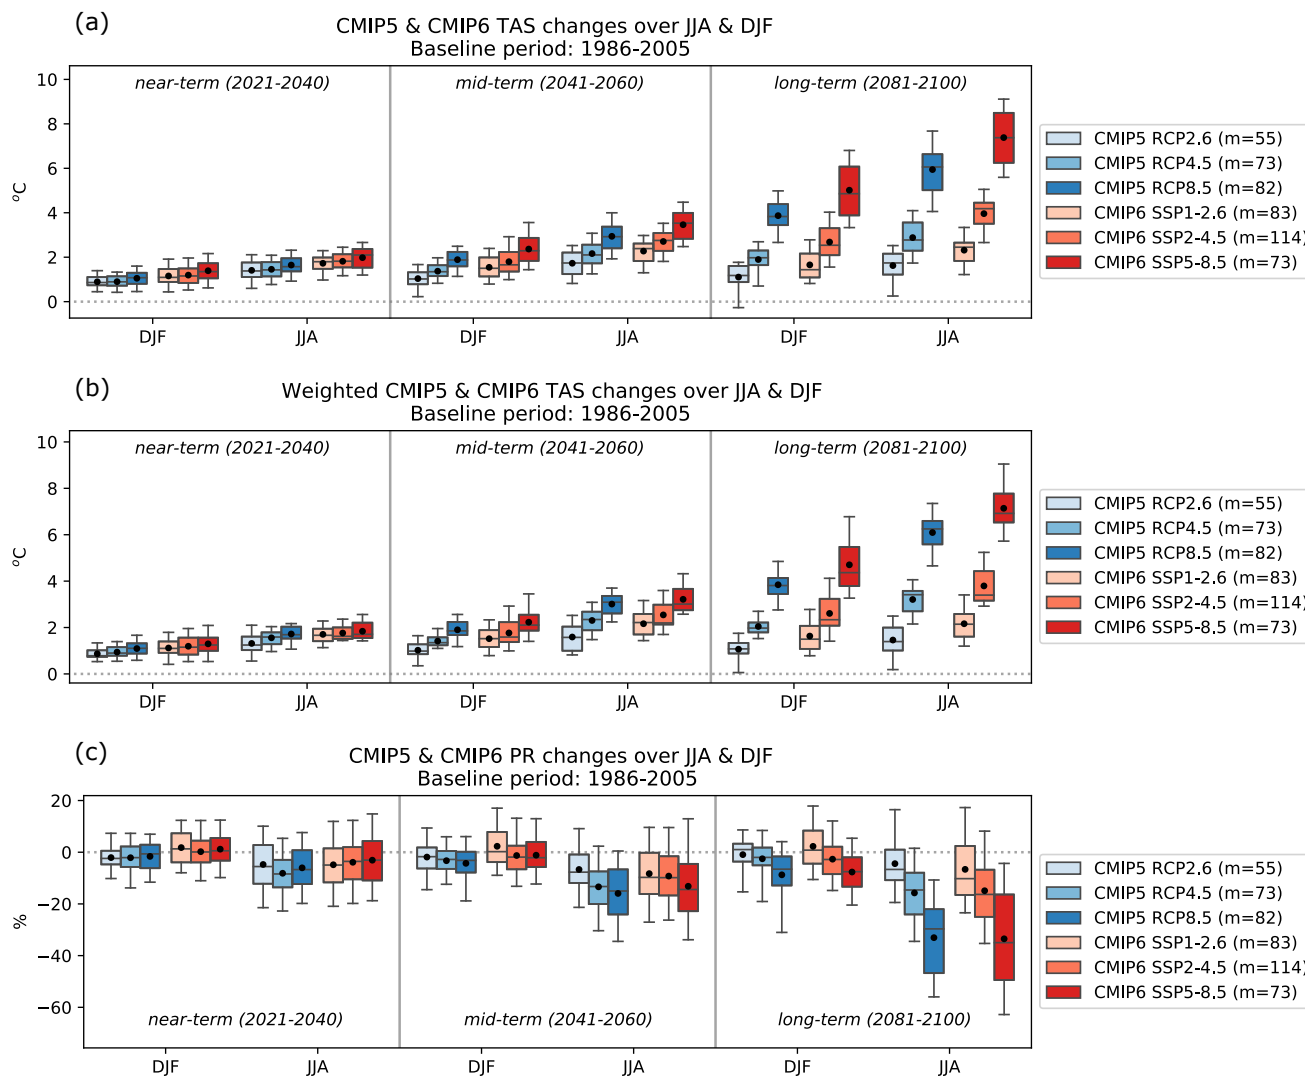 (a)
CMIP5 & CMIP6 TAS changes over JJA & DJF
Baseline period: 1986-2005
near-term (2021-2040)
mid-term (2041-2060)
long-term (2081-2100)
10
8
6
4
2
0
°C
DJF
JJA
DJF
JJA
DJF
JJA
CMIP5 RCP2.6 (m=55)
CMIP5 RCP4.5 (m=73)
CMIP5 RCP8.5 (m=82)
CMIP6 SSP1-2.6 (m=83)
CMIP6 SSP2-4.5 (m=114)
CMIP6 SSP5-8.5 (m=73)
(b)
Weighted CMIP5 & CMIP6 TAS changes over JJA & DJF
Baseline period: 1986-2005
near-term (2021-2040)
mid-term (2041-2060)
long-term (2081-2100)
10
8
6
4
2
0
°C
DJF
JJA
DJF
JJA
DJF
JJA
CMIP5 RCP2.6 (m=55)
CMIP5 RCP4.5 (m=73)
CMIP5 RCP8.5 (m=82)
CMIP6 SSP1-2.6 (m=83)
CMIP6 SSP2-4.5 (m=114)
CMIP6 SSP5-8.5 (m=73)
(c)
CMIP5 & CMIP6 PR changes over JJA & DJF
Baseline period: 1986-2005
20
0
−20
−40
−60
%
near-term (2021-2040)
mid-term (2041-2060)
long-term (2081-2100)
DJF
JJA
DJF
JJA
DJF
JJA
CMIP5 RCP2.6 (m=55)
CMIP5 RCP4.5 (m=73)
CMIP5 RCP8.5 (m=82)
CMIP6 SSP1-2.6 (m=83)
CMIP6 SSP2-4.5 (m=114)
CMIP6 SSP5-8.5 (m=73)